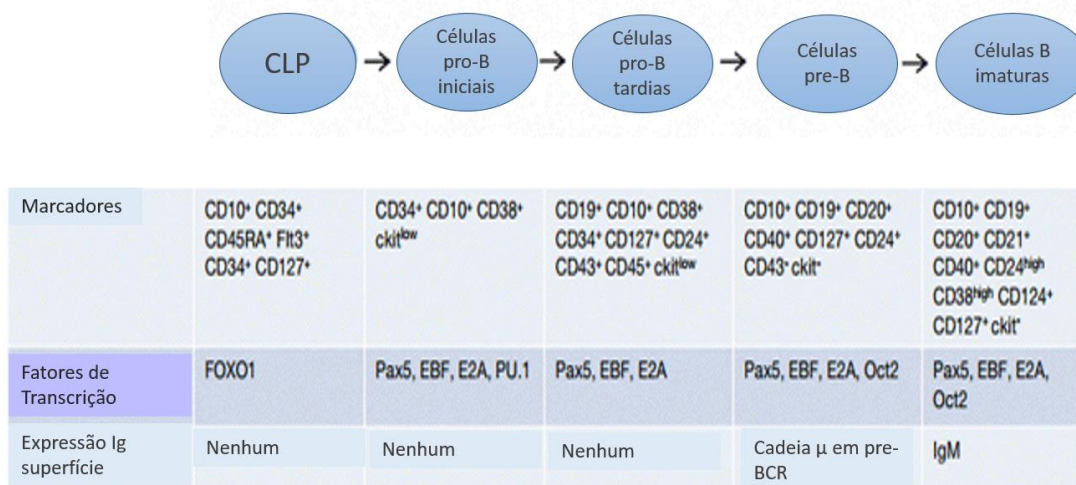 CLP
Células
pro-B
iniciais
Células
pro-B
tardias
Células
pre-B
Células B
imaturas
Marcadores
CD10⁺ CD34⁺
CD45RA⁺ Flt3⁺
CD34⁺ CD127⁺
CD34⁺ CD10⁺ CD38⁺
ckitˡᵒʷ
CD19⁺ CD10⁺ CD38⁺
CD34⁺ CD127⁺ CD24⁺
CD43⁺ CD45⁺ ckitˡᵒʷ
CD10⁺ CD19⁺ CD20⁺
CD40⁺ CD127⁺ CD24⁺
CD43⁻ ckit⁻
CD10⁺ CD19⁺
CD20⁺ CD21⁺
CD40⁺ CD24ʰⁱᵍʰ
CD38ʰⁱᵍʰ CD124⁺
CD127⁺ ckit⁻
Fatores de
Transcrição
FOXO1
Pax5, EBF, E2A, PU.1
Pax5, EBF, E2A
Pax5, EBF, E2A, Oct2
Pax5, EBF, E2A,
Oct2
Expressão Ig
superfície
Nenhum
Nenhum
Nenhum
Cadeia μ em pre-
BCR
IgM